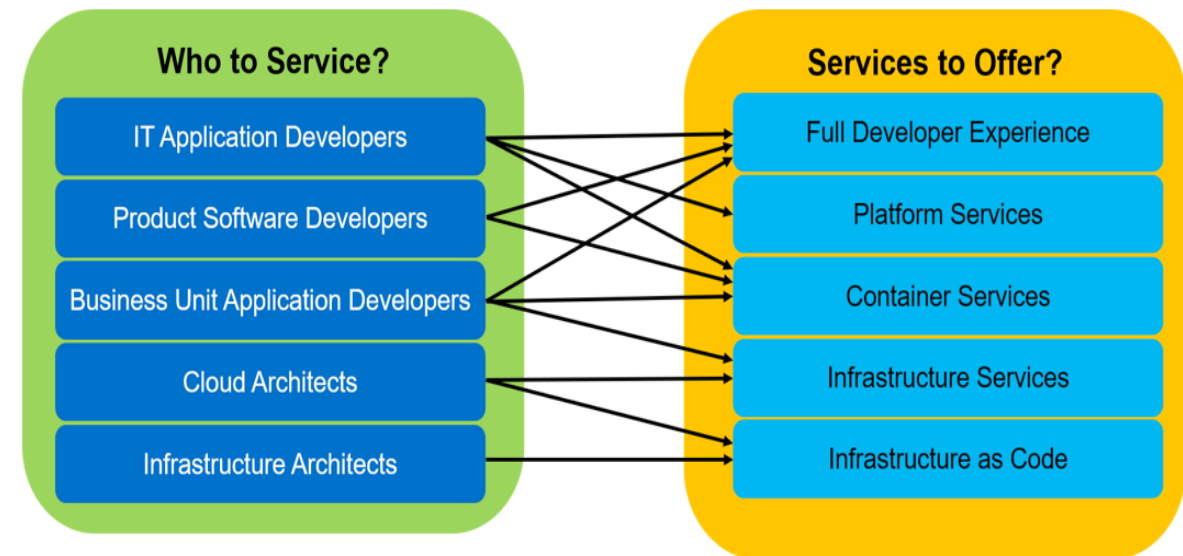 Who to Service?
IT Application Developers
Product Software Developers
Business Unit Application Developers
Cloud Architects
Infrastructure Architects
Services to Offer?
Full Developer Experience
Platform Services
Container Services
Infrastructure Services
Infrastructure as Code